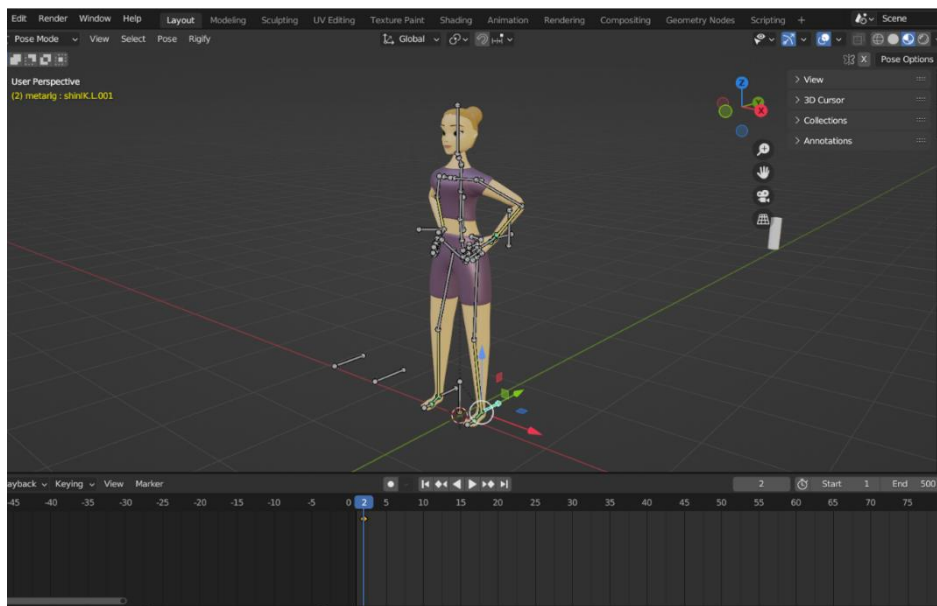 Edit Render Window Help Layout Modeling Sculpting UV Editing Texture Paint Shading Animation Rendering Compositing Geometry Nodes Scripting + Scene
Pose Mode View Select Pose Rigify Global
X Pose Options
User Perspective
(2) metarig : shinIK.L.001
View
3D Cursor
Collections
Annotations
Z
Y
X
ayback Keying View Marker 2 Start 1 End 500
-45 -40 -35 -30 -25 -20 -15 -10 -5 0 2 5 10 15 20 25 30 35 40 45 50 55 60 65 70 75